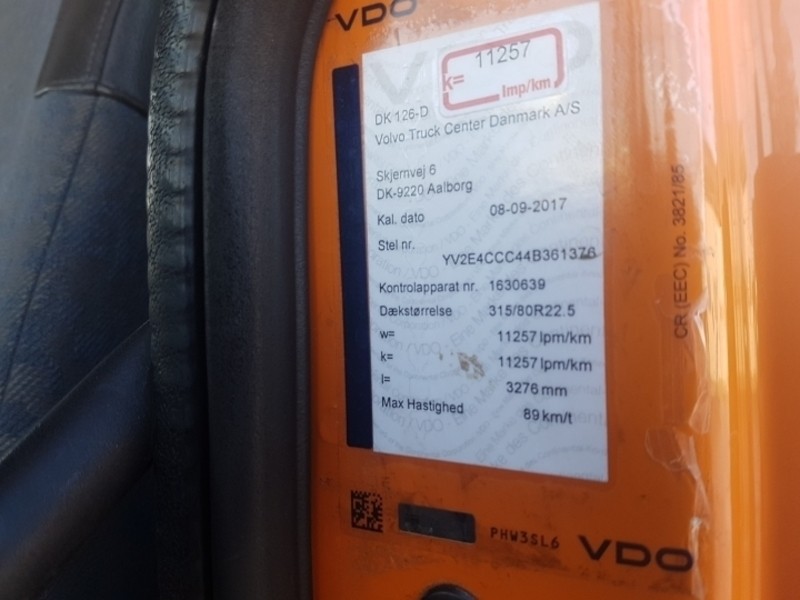 VDO
k= 11257
Imp/km
DK 126-D
Volvo Truck Center Danmark A/S
Skjernvej 6
DK-9220 Aalborg
Kal. dato 08-09-2017
Stel nr.
YV2E4CCC44B361376
Kontrolapparat nr. 1630639
Dækstørrelse 315/80R22.5
w= 11257 lpm/km
k= 11257 lpm/km
l= 3276 mm
Max Hastighed 89 km/t
CR (EEC) No. 3821/85
PHW3SL6
VDO